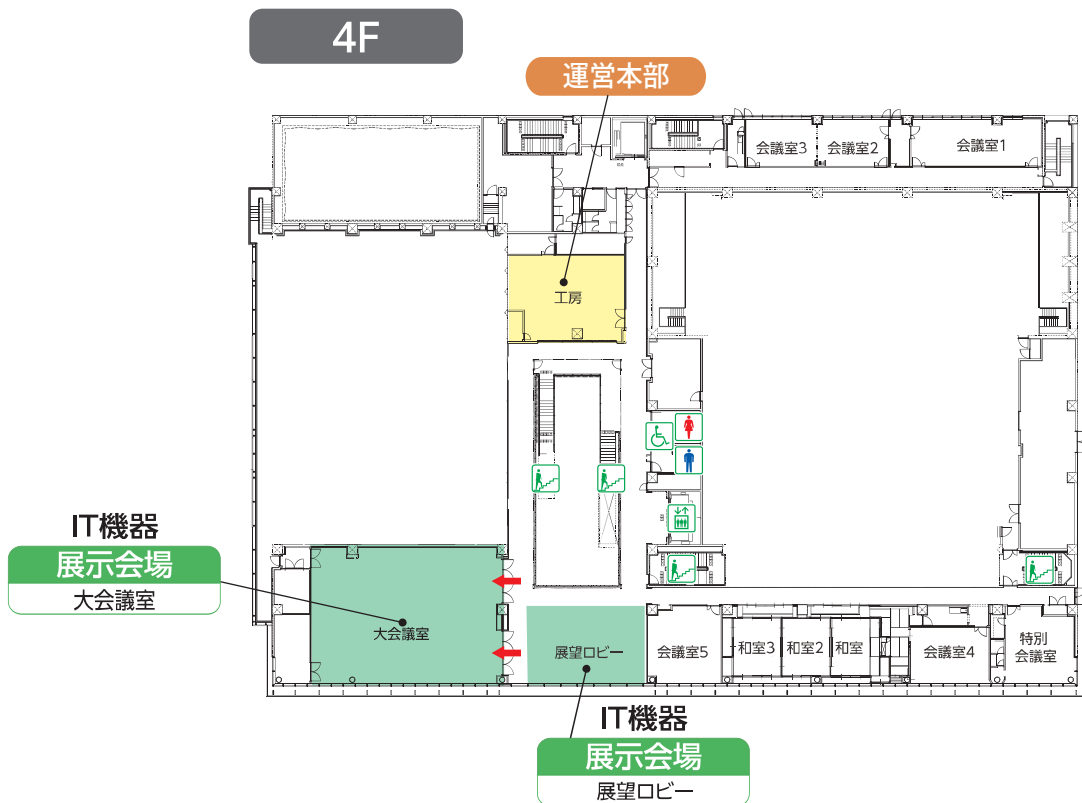 4F
運営本部
会議室3
会議室2
会議室1
工房
IT機器
展示会場
大会議室
大会議室
展望ロビー
会議室5
和室3
和室2
和室
会議室4
特別
会議室
IT機器
展示会場
展望ロビー